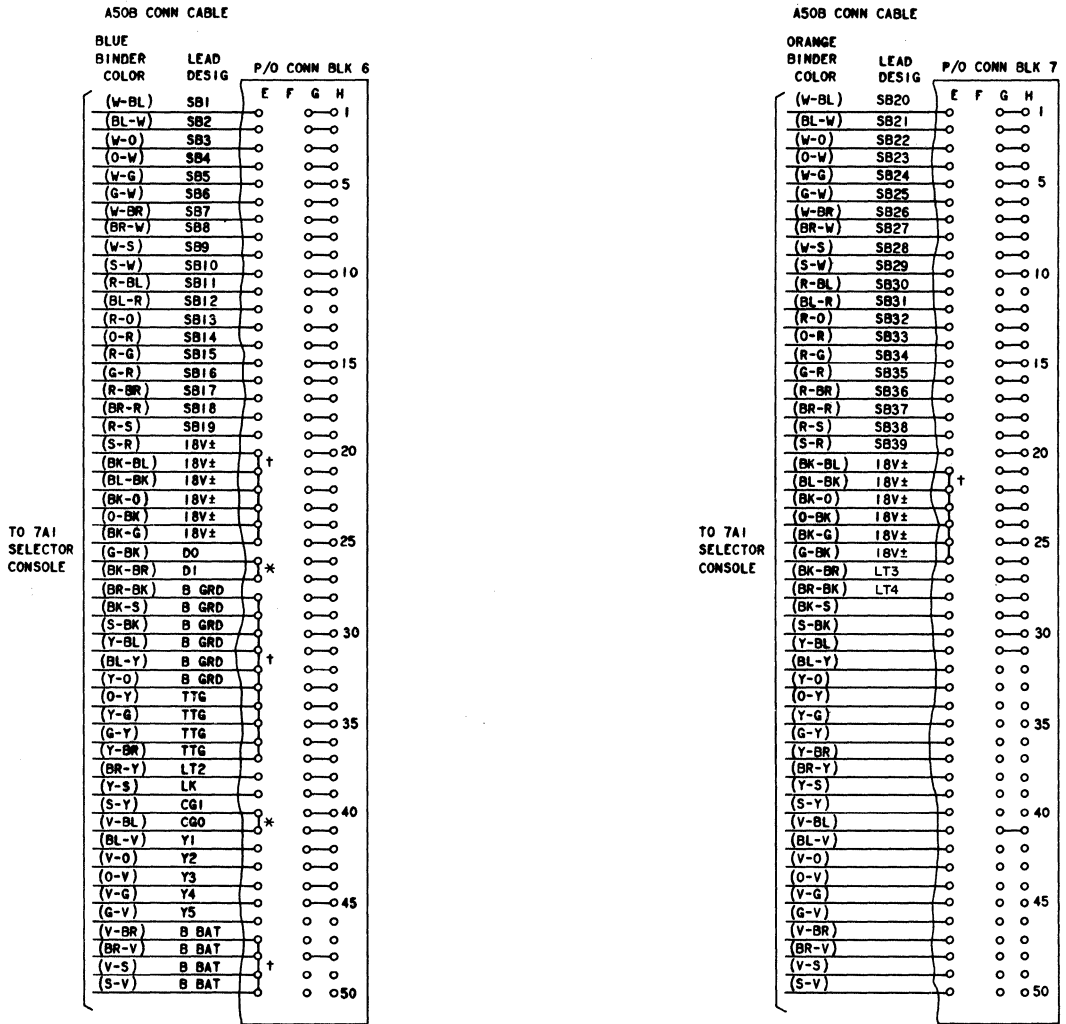 A50B CONN CABLE
BLUE
BINDER LEAD
COLOR DESIG P/O CONN BLK 6
E F G H
(W-BL) SB1 1
(BL-W) SB2
(W-O) SB3
(O-W) SB4
(W-G) SB5 5
(G-W) SB6
(W-BR) SB7
(BR-W) SB8
(W-S) SB9
(S-W) SB10 10
(R-BL) SB11
(BL-R) SB12
(R-O) SB13
(O-R) SB14
(R-G) SB15 15
(G-R) SB16
(R-BR) SB17
(BR-R) SB18
(R-S) SB19
(S-R) 18V± 20
(BK-BL) 18V± †
(BL-BK) 18V±
(BK-O) 18V±
(O-BK) 18V±
(BK-G) 18V± 25
(G-BK) DO
(BK-BR) D1 *
(BR-BK) B GRD
(BK-S) B GRD
(S-BK) B GRD 30
(Y-BL) B GRD
(BL-Y) B GRD †
(Y-O) B GRD
(O-Y) TTG
(Y-G) TTG 35
(G-Y) TTG
(Y-BR) TTG
(BR-Y) LT2
(Y-S) LK
(S-Y) CG1 40
(V-BL) CGO *
(BL-V) Y1
(V-O) Y2
(O-V) Y3
(V-G) Y4 45
(G-V) Y5
(V-BR) B BAT
(BR-V) B BAT
(V-S) B BAT †
(S-V) B BAT 50
TO 7A1
SELECTOR
CONSOLE
A50B CONN CABLE
ORANGE
BINDER LEAD
COLOR DESIG P/O CONN BLK 7
E F G H
(W-BL) SB20 1
(BL-W) SB21
(W-O) SB22
(O-W) SB23
(W-G) SB24 5
(G-W) SB25
(W-BR) SB26
(BR-W) SB27
(W-S) SB28
(S-W) SB29 10
(R-BL) SB30
(BL-R) SB31
(R-O) SB32
(O-R) SB33
(R-G) SB34 15
(G-R) SB35
(R-BR) SB36
(BR-R) SB37
(R-S) SB38
(S-R) SB39 20
(BK-BL) 18V±
(BL-BK) 18V± †
(BK-O) 18V±
(O-BK) 18V±
(BK-G) 18V± 25
(G-BK) 18V±
(BK-BR) LT3
(BR-BK) LT4
(BK-S)
(S-BK) 30
(Y-BL)
(BL-Y)
(Y-O)
(O-Y)
(Y-G) 35
(G-Y)
(Y-BR)
(BR-Y)
(Y-S)
(S-Y) 40
(V-BL)
(BL-V)
(V-O)
(O-V)
(V-G) 45
(G-V)
(V-BR)
(BR-V)
(V-S)
(S-V) 50
TO 7A1
SELECTOR
CONSOLE